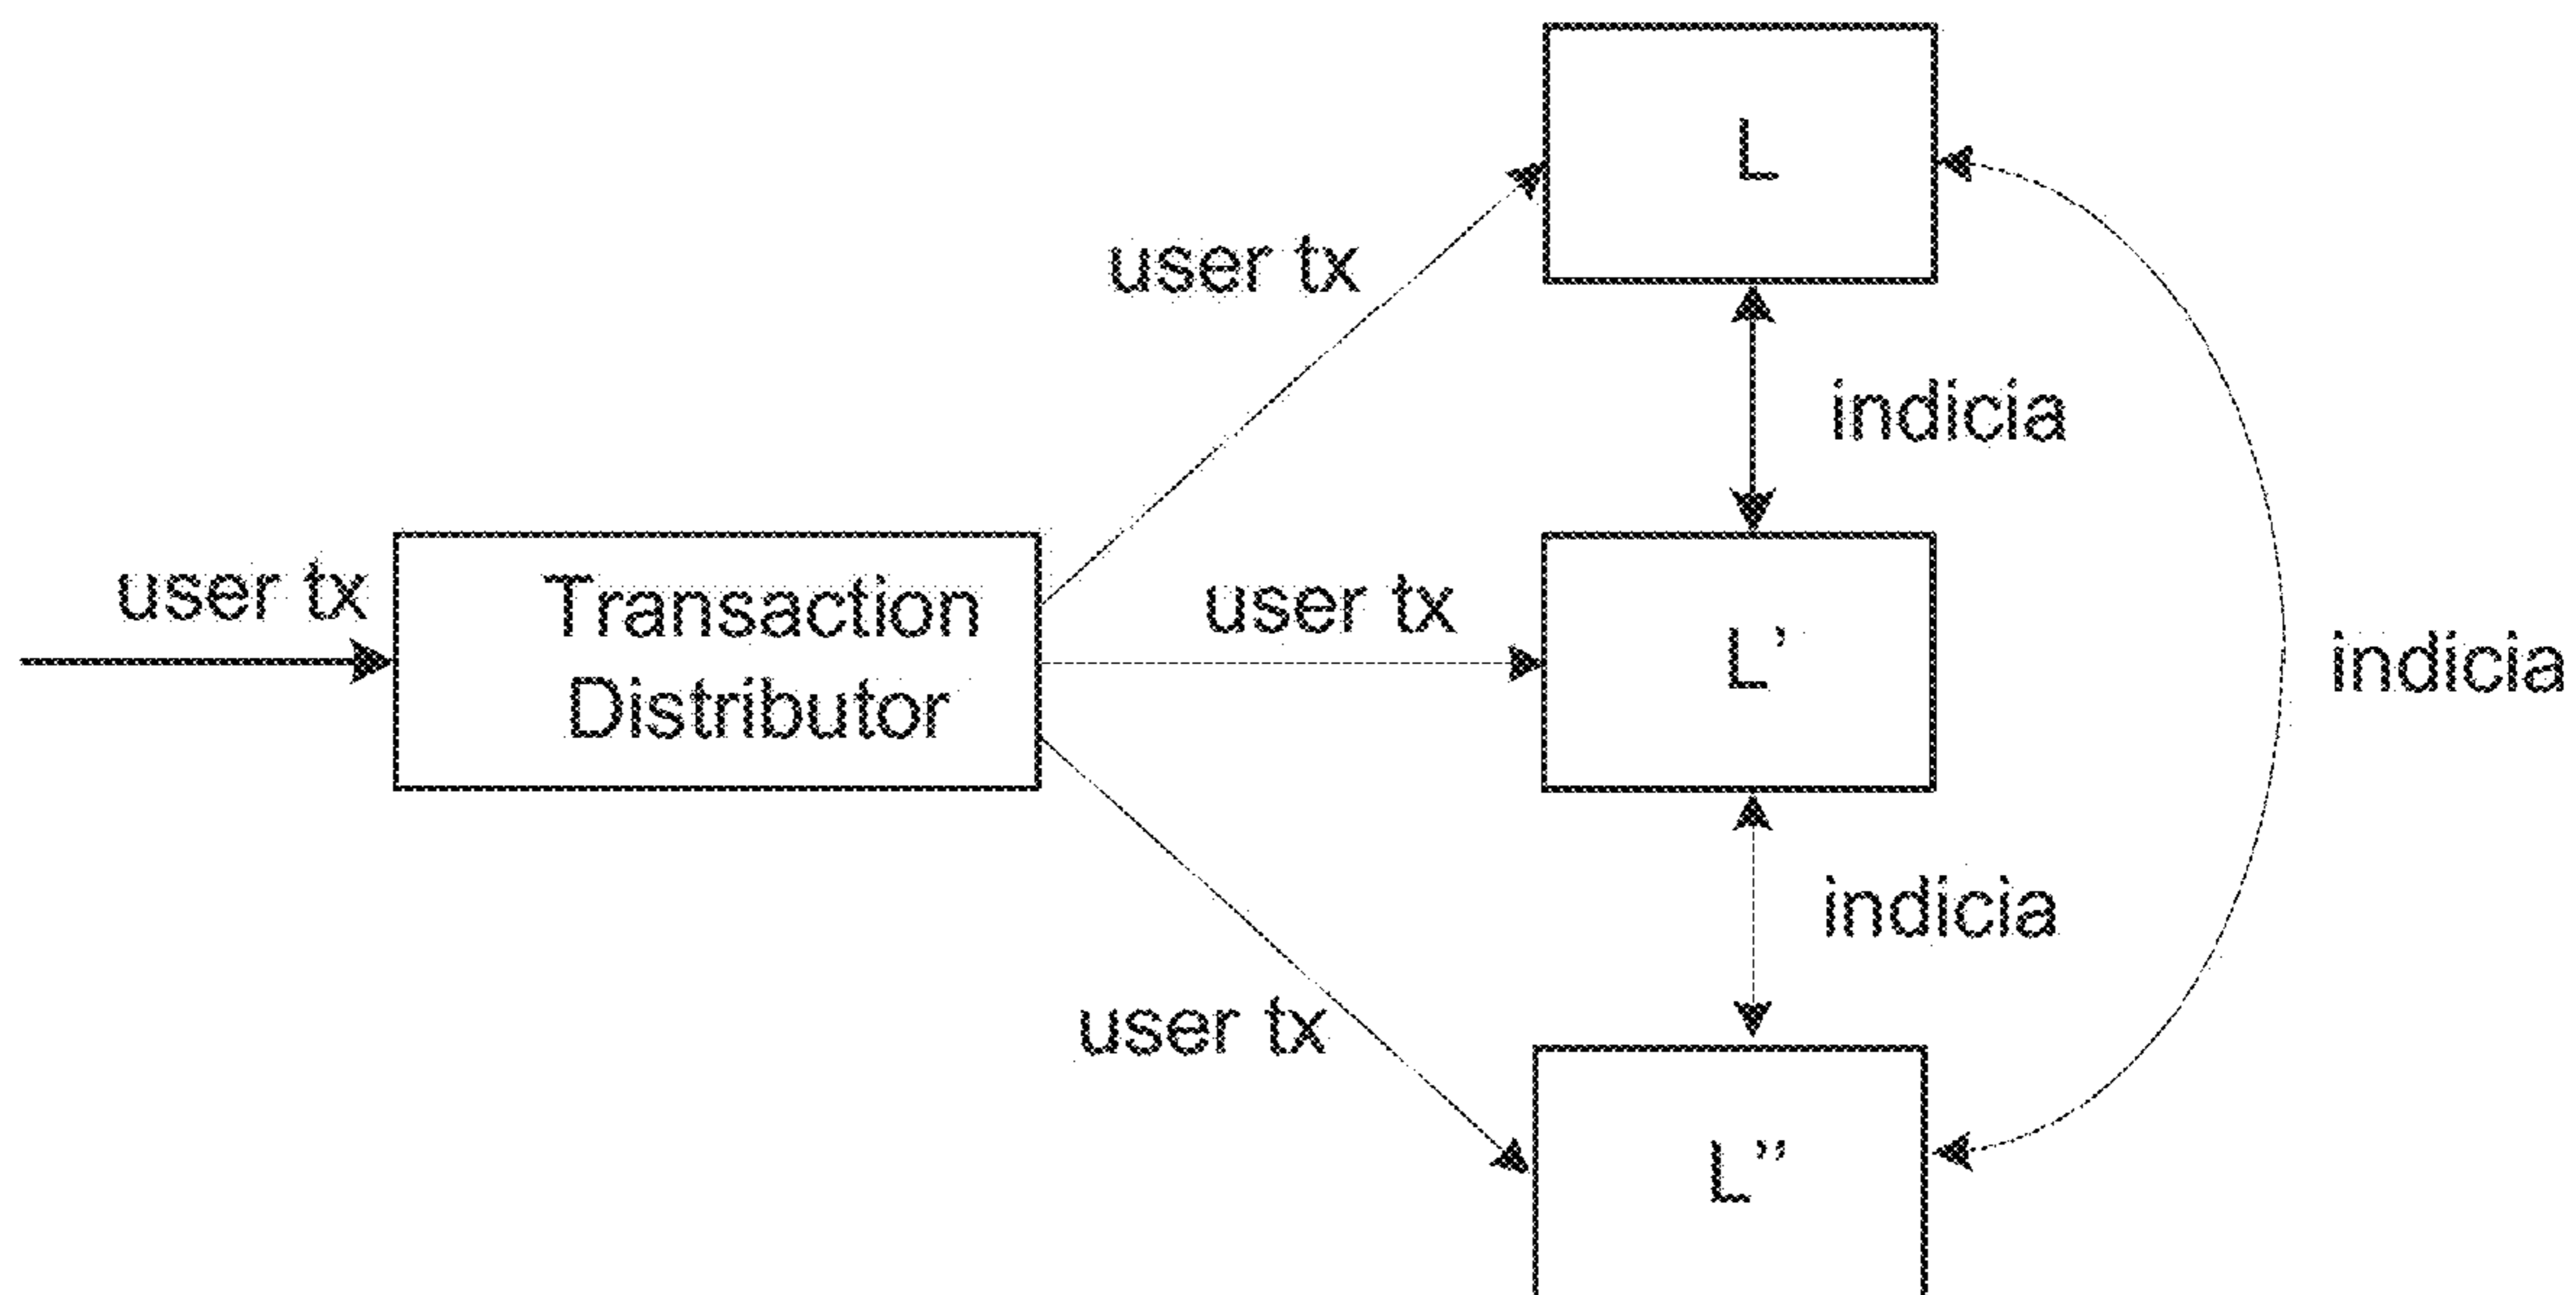 L
user tx
indicia
user tx
Transaction
Distributor
user tx
L’
indicia
indicia
user tx
L’’